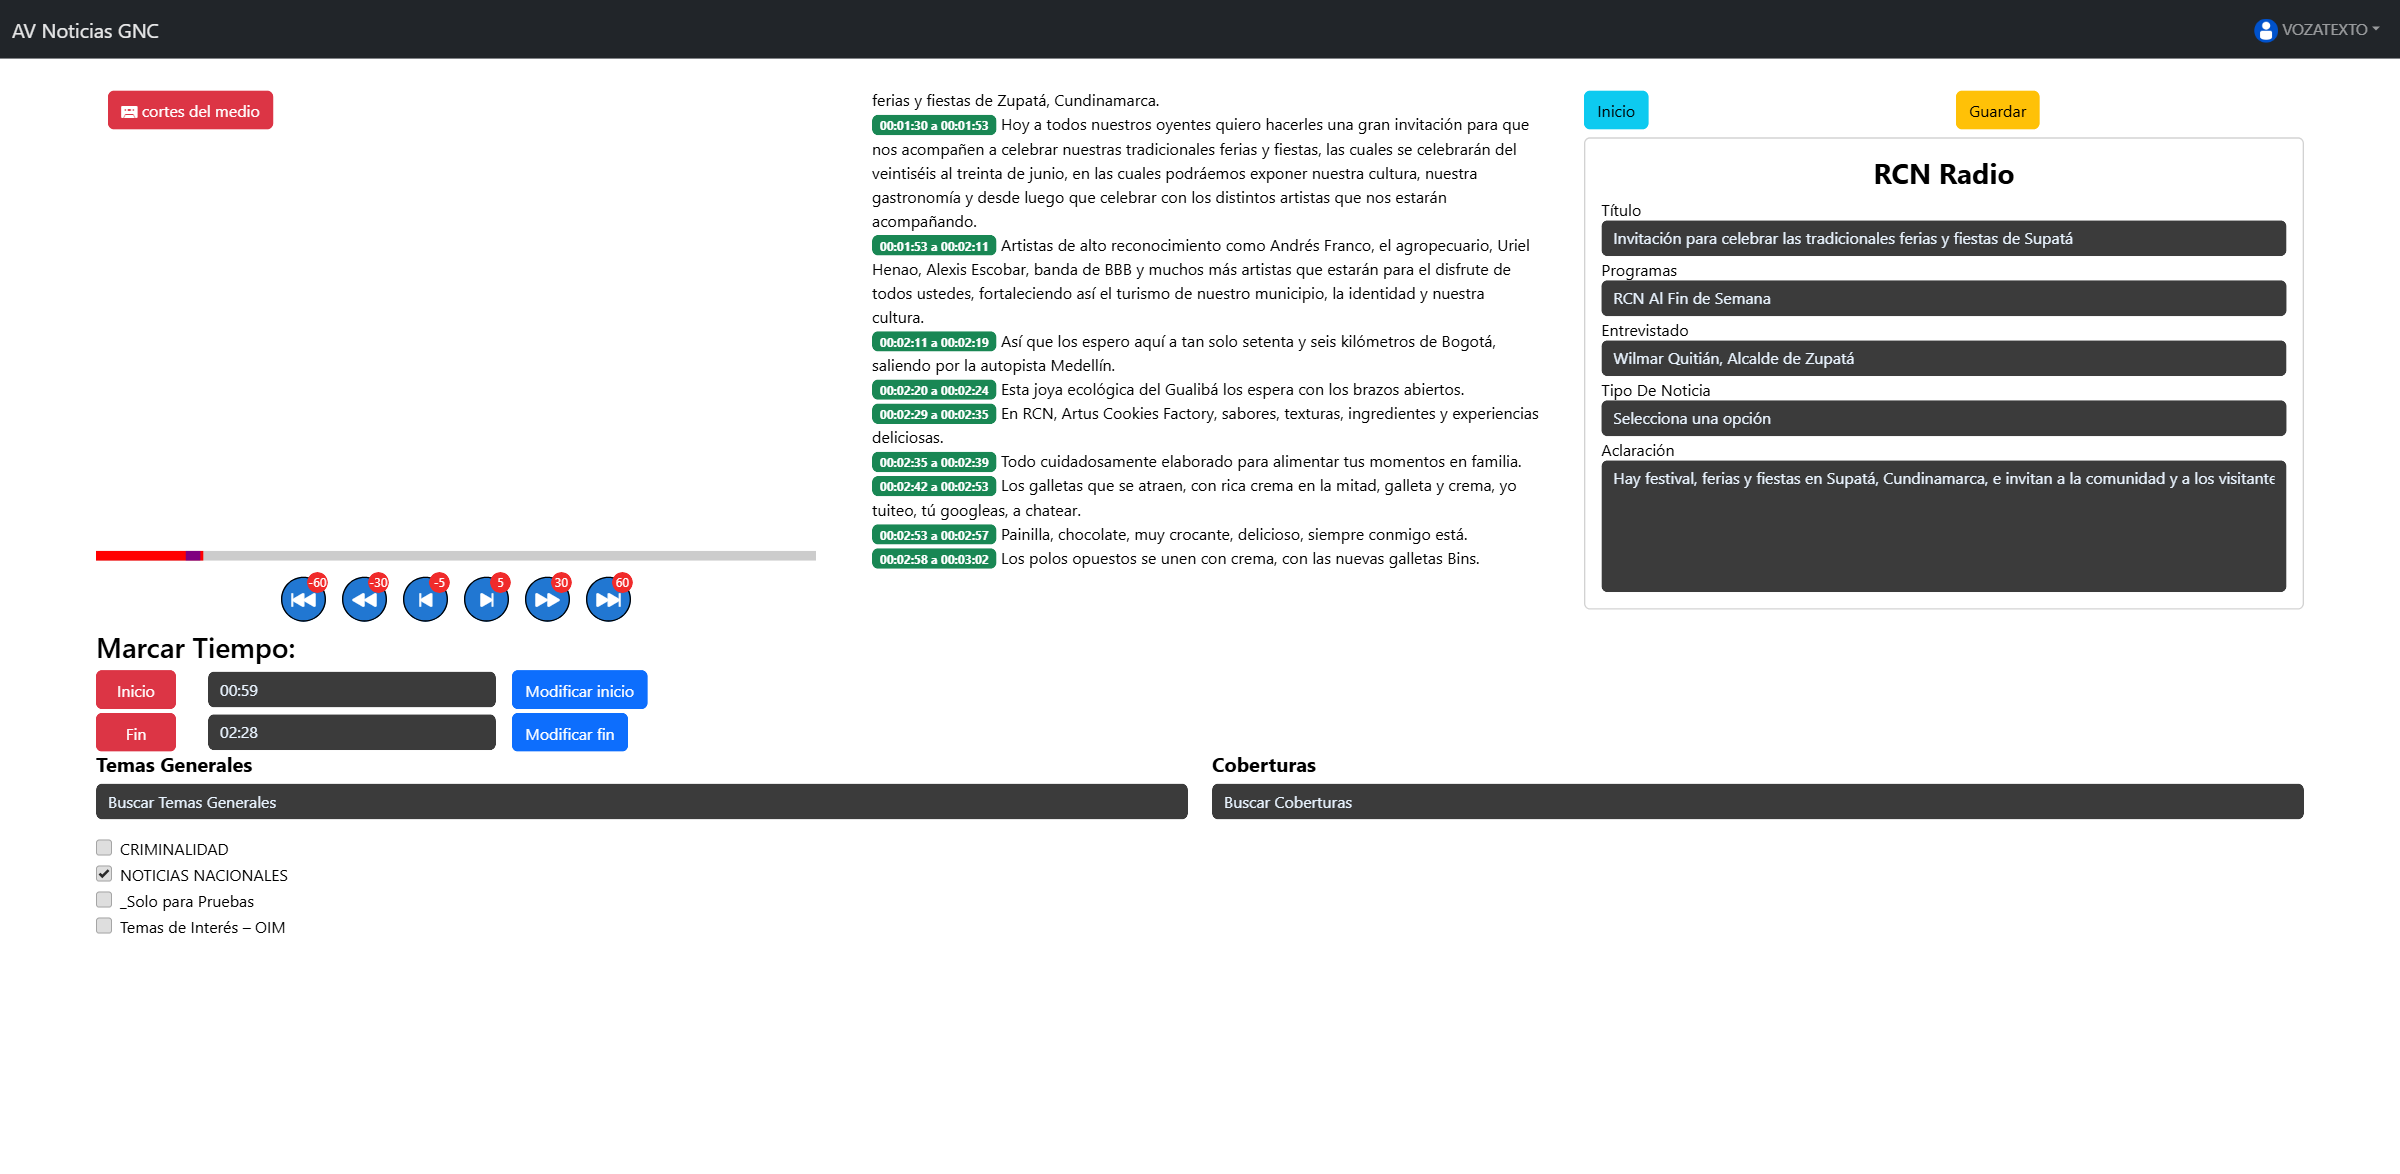 AV Noticias GNC
VOZATEXTO
cortes del medio
-60
-30
-5
5
30
60
Marcar Tiempo:
Inicio
00:59
Modificar inicio
Fin
02:28
Modificar fin
ferias y fiestas de Zupatá, Cundinamarca.
00:01:30 a 00:01:53 Hoy a todos nuestros oyentes quiero hacerles una gran invitación para que
nos acompañen a celebrar nuestras tradicionales ferias y fiestas, las cuales se celebrarán del
veintiséis al treinta de junio, en las cuales podráemos exponer nuestra cultura, nuestra
gastronomía y desde luego que celebrar con los distintos artistas que nos estarán
acompañando.
00:01:53 a 00:02:11 Artistas de alto reconocimiento como Andrés Franco, el agropecuario, Uriel
Henao, Alexis Escobar, banda de BBB y muchos más artistas que estarán para el disfrute de
todos ustedes, fortaleciendo así el turismo de nuestro municipio, la identidad y nuestra
cultura.
00:02:11 a 00:02:19 Así que los espero aquí a tan solo setenta y seis kilómetros de Bogotá,
saliendo por la autopista Medellín.
00:02:20 a 00:02:24 Esta joya ecológica del Gualibá los espera con los brazos abiertos.
00:02:29 a 00:02:35 En RCN, Artus Cookies Factory, sabores, texturas, ingredientes y experiencias
deliciosas.
00:02:35 a 00:02:39 Todo cuidadosamente elaborado para alimentar tus momentos en familia.
00:02:42 a 00:02:53 Los galletas que se atraen, con rica crema en la mitad, galleta y crema, yo
tuiteo, tú googleas, a chatear.
00:02:53 a 00:02:57 Painilla, chocolate, muy crocante, delicioso, siempre conmigo está.
00:02:58 a 00:03:02 Los polos opuestos se unen con crema, con las nuevas galletas Bins.
Inicio
Guardar
RCN Radio
Título
Invitación para celebrar las tradicionales ferias y fiestas de Supatá
Programas
RCN Al Fin de Semana
Entrevistado
Wilmar Quitián, Alcalde de Zupatá
Tipo De Noticia
Selecciona una opción
Aclaración
Hay festival, ferias y fiestas en Supatá, Cundinamarca, e invitan a la comunidad y a los visitante
Temas Generales
Buscar Temas Generales
CRIMINALIDAD
NOTICIAS NACIONALES
_Solo para Pruebas
Temas de Interés – OIM
Coberturas
Buscar Coberturas